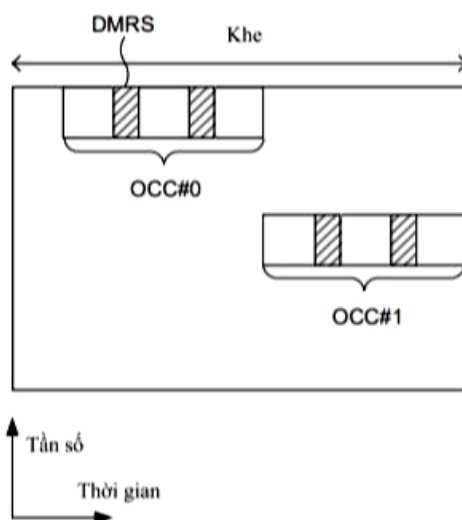 DMRS
Khe
OCC#0
OCC#1
Tần số
Thời gian